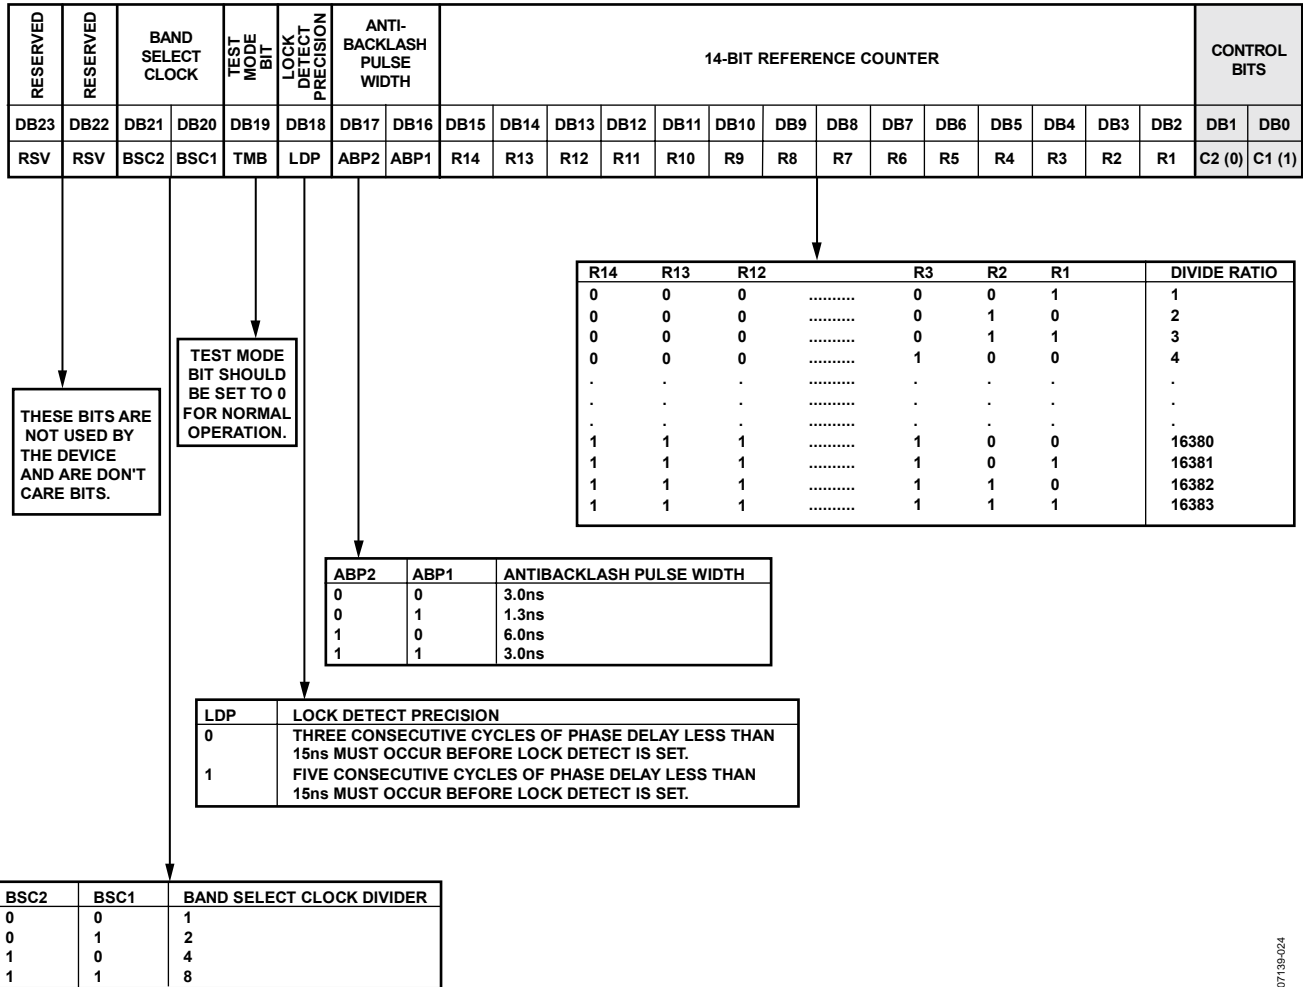 RESERVED
RESERVED
BAND
SELECT
CLOCK
TEST
MODE
BIT
LOCK
DETECT
PRECISION
ANTI-
BACKLASH
PULSE
WIDTH
14-BIT REFERENCE COUNTER
CONTROL
BITS
DB23 DB22 DB21 DB20 DB19 DB18 DB17 DB16 DB15 DB14 DB13 DB12 DB11 DB10 DB9 DB8 DB7 DB6 DB5 DB4 DB3 DB2 DB1 DB0
RSV RSV BSC2 BSC1 TMB LDP ABP2 ABP1 R14 R13 R12 R11 R10 R9 R8 R7 R6 R5 R4 R3 R2 R1 C2 (0) C1 (1)
R14 R13 R12 R3 R2 R1 DIVIDE RATIO
0 0 0 .......... 0 0 1 1
0 0 0 .......... 0 1 0 2
0 0 0 .......... 0 1 1 3
0 0 0 .......... 1 0 0 4
. . . .......... . . . .
. . . .......... . . . .
. . . .......... . . . .
1 1 1 .......... 1 0 0 16380
1 1 1 .......... 1 0 1 16381
1 1 1 .......... 1 1 0 16382
1 1 1 .......... 1 1 1 16383
TEST MODE
BIT SHOULD
BE SET TO 0
FOR NORMAL
OPERATION.
THESE BITS ARE
NOT USED BY
THE DEVICE
AND ARE DON'T
CARE BITS.
ABP2 ABP1 ANTIBACKLASH PULSE WIDTH
0 0 3.0ns
0 1 1.3ns
1 0 6.0ns
1 1 3.0ns
LDP LOCK DETECT PRECISION
0 THREE CONSECUTIVE CYCLES OF PHASE DELAY LESS THAN
15ns MUST OCCUR BEFORE LOCK DETECT IS SET.
1 FIVE CONSECUTIVE CYCLES OF PHASE DELAY LESS THAN
15ns MUST OCCUR BEFORE LOCK DETECT IS SET.
BSC2 BSC1 BAND SELECT CLOCK DIVIDER
0 0 1
0 1 2
1 0 4
1 1 8
07139-024